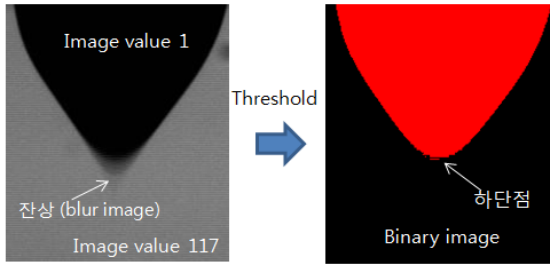 Image value 1
Threshold
잔상 (blur image)
Image value 117
하단점
Binary image